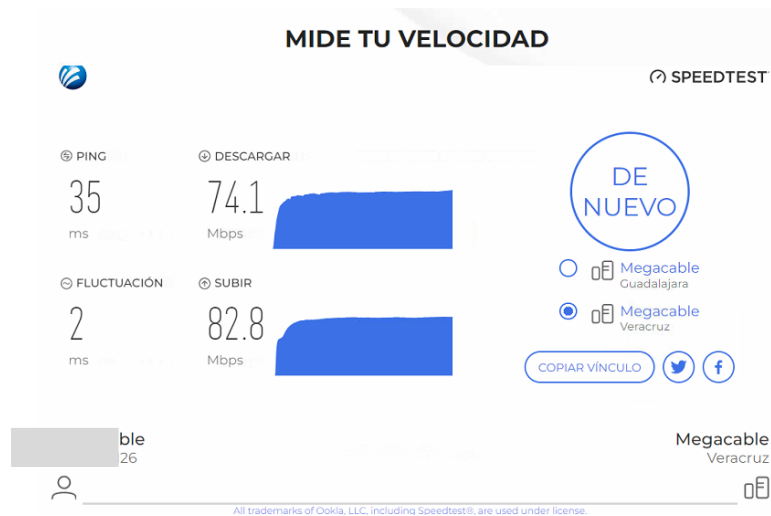 MIDE TU VELOCIDAD
SPEEDTEST
PING
35
ms
DESCARGAR
74.1
Mbps
FLUCTUACIÓN
2
ms
SUBIR
82.8
Mbps
DE
NUEVO
Megacable
Guadalajara
Megacable
Veracruz
COPIAR VÍNCULO
ble
26
Megacable
Veracruz
All trademarks of Ookla, LLC, including Speedtest®, are used under license.